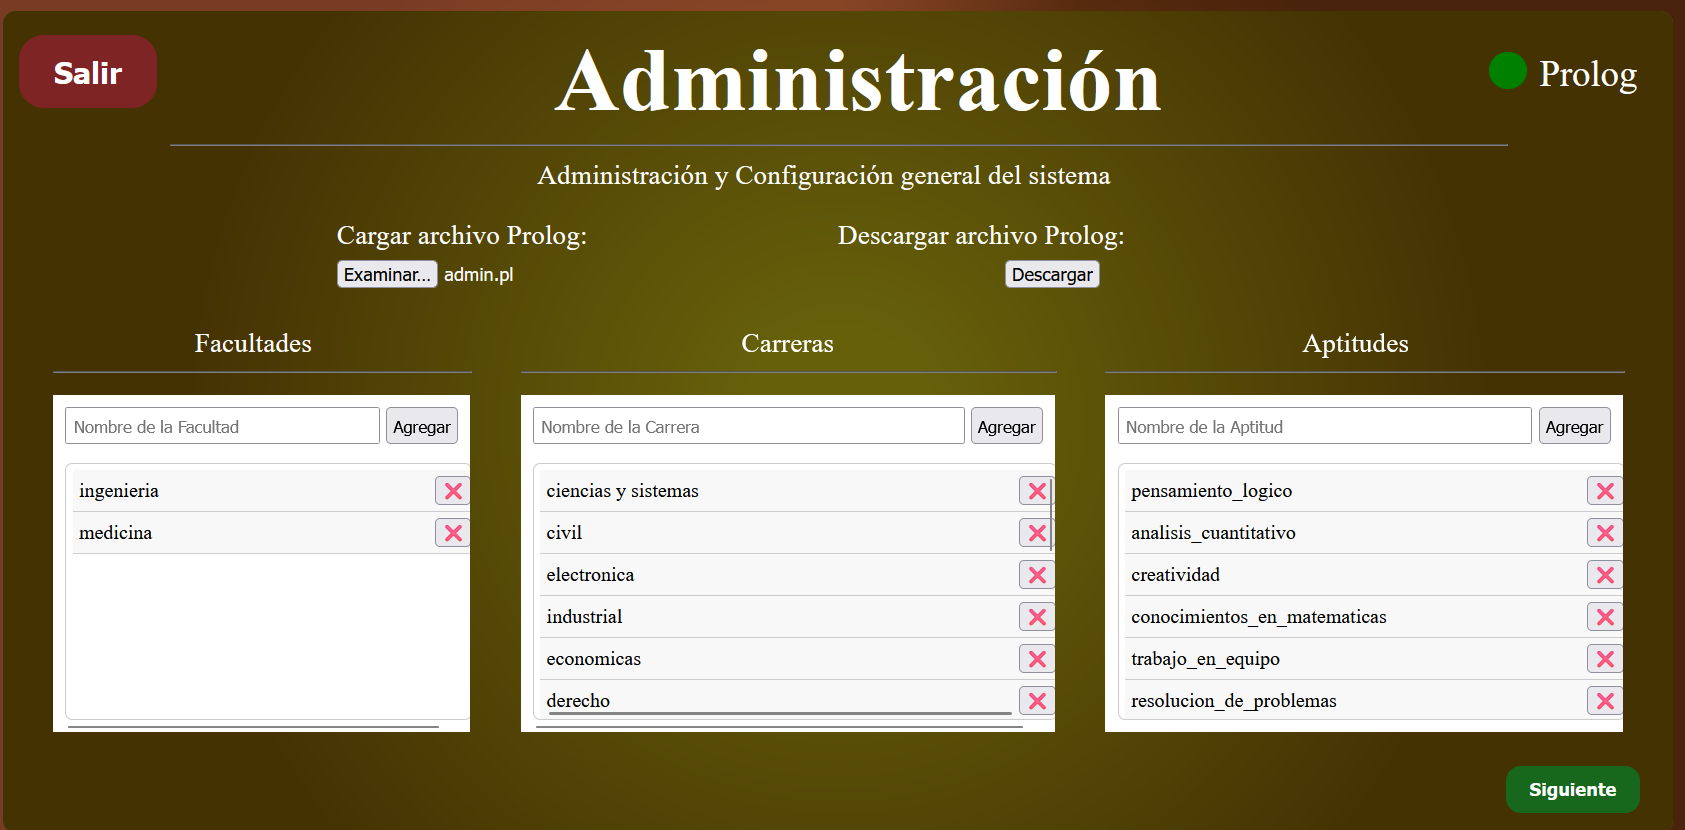 Salir
Administración
Prolog
Administración y Configuración general del sistema
Cargar archivo Prolog:
Descargar archivo Prolog:
Examinar... admin.pl
Descargar
Facultades
Carreras
Aptitudes
Nombre de la Facultad
Agregar
ingenieria
medicina
Nombre de la Carrera
Agregar
ciencias y sistemas
civil
electronica
industrial
economicas
derecho
Nombre de la Aptitud
Agregar
pensamiento_logico
analisis_cuantitativo
creatividad
conocimientos_en_matematicas
trabajo_en_equipo
resolucion_de_problemas
Siguiente